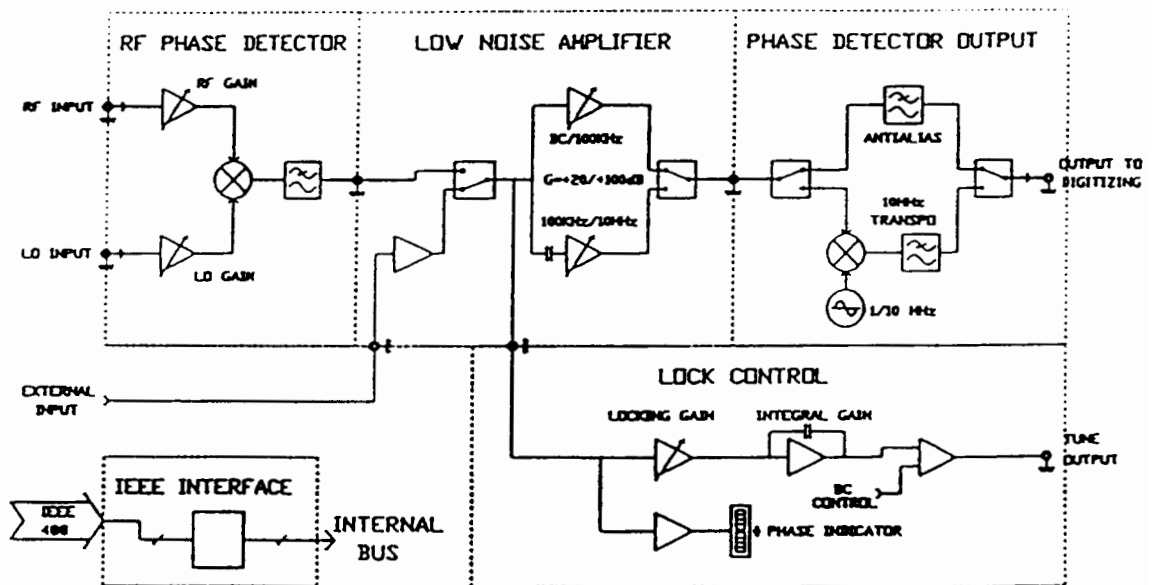 RF PHASE DETECTOR
LOW NOISE AMPLIFIER
PHASE DETECTOR OUTPUT
RF GAIN
RF INPUT
DC/100KHz
ANTIALIAS
G=+20/+100dB
OUTPUT TO
DIGITIZING
10MHz
TRANSPO
100KHz/10MHz
LO INPUT
LO GAIN
1/10 MHz
EXTERNAL
INPUT
LOCK CONTROL
LOCKING GAIN
INTEGRAL GAIN
TUNE
OUTPUT
DC
CONTROL
PHASE INDICATOR
IEEE INTERFACE
IEEE
488
INTERNAL
BUS